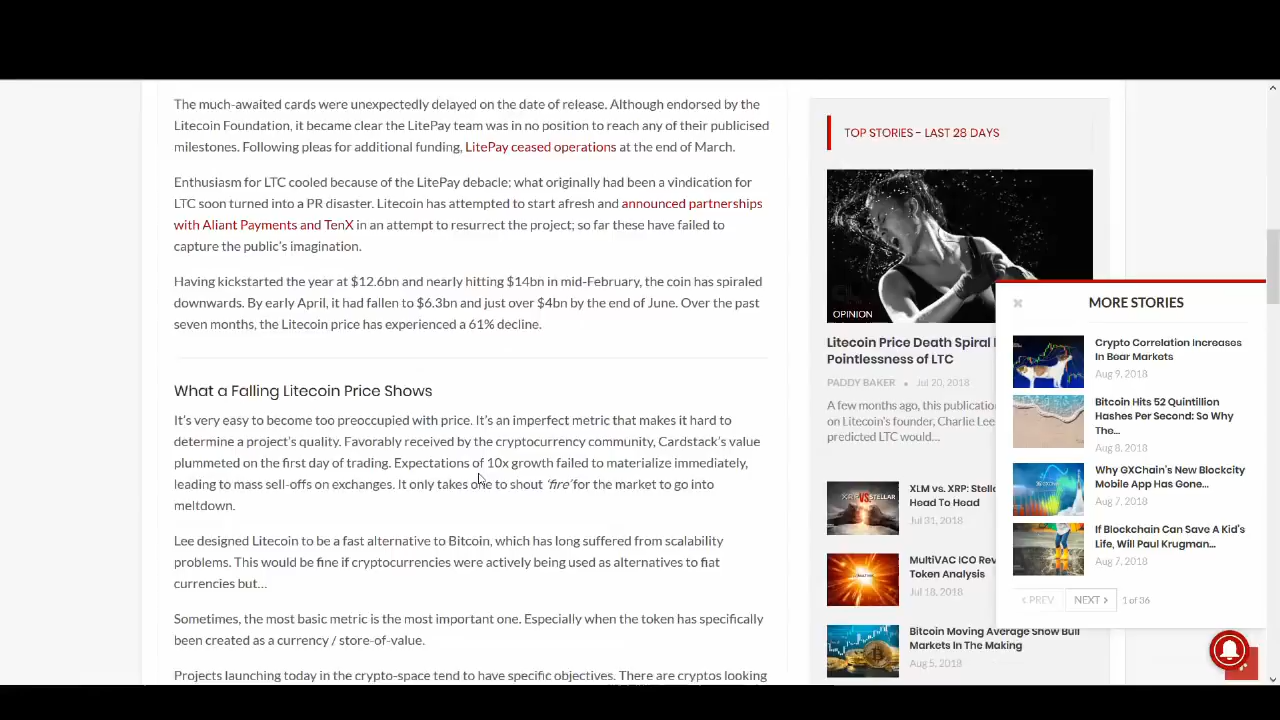 The much-awaited cards were unexpectedly delayed on the date of release. Although endorsed by the
Litecoin Foundation, it became clear the LitePay team was in no position to reach any of their publicised
milestones. Following pleas for additional funding, LitePay ceased operations at the end of March.
Enthusiasm for LTC cooled because of the LitePay debacle; what originally had been a vindication for
LTC soon turned into a PR disaster. Litecoin has attempted to start afresh and announced partnerships
with Aliant Payments and TenX in an attempt to resurrect the project; so far these have failed to
capture the public's imagination.
Having kickstarted the year at $12.6bn and nearly hitting $14bn in mid-February, the coin has spiraled
downwards. By early April, it had fallen to $6.3bn and just over $4bn by the end of June. Over the past
seven months, the Litecoin price has experienced a 61% decline.
What a Falling Litecoin Price Shows
It's very easy to become too preoccupied with price. It's an imperfect metric that makes it hard to
determine a project's quality. Favorably received by the cryptocurrency community, Cardstack's value
plummeted on the first day of trading. Expectations of 10x growth failed to materialize immediately,
leading to mass sell-offs on exchanges. It only takes one to shout 'fire' for the market to go into
meltdown.
Lee designed Litecoin to be a fast alternative to Bitcoin, which has long suffered from scalability
problems. This would be fine if cryptocurrencies were actively being used as alternatives to fiat
currencies but...
Sometimes, the most basic metric is the most important one. Especially when the token has specifically
been created as a currency / store-of-value.
Projects launching today in the crypto-space tend to have specific objectives. There are cryptos looking
TOP STORIES - LAST 28 DAYS
OPINION
Litecoin Price Death Spiral
Pointlessness of LTC
PADDY BAKER • Jul 20, 2018
A few months ago, this publication
on Litecoin's founder, Charlie Lee
predicted LTC would...
XRP VS STELLAR
XLM vs. XRP:
Head To Head
Jul 31, 2018
MultiVAC ICO
Token Analysis
Jul 18, 2018
Bitcoin Moving Average Show Bull
Markets In The Making
Aug 5, 2018
MORE STORIES
Crypto Correlation Increases
In Bear Markets
Aug 9, 2018
Bitcoin Hits 52 Quintillion
Hashes Per Second: So Why
The...
Aug 8, 2018
Why GXChain's New Blockcity
Mobile App Has Gone...
Aug 7, 2018
If Blockchain Can Save A Kid's
Life, Will Paul Krugman...
Aug 7, 2018
PREV NEXT 1 of 36